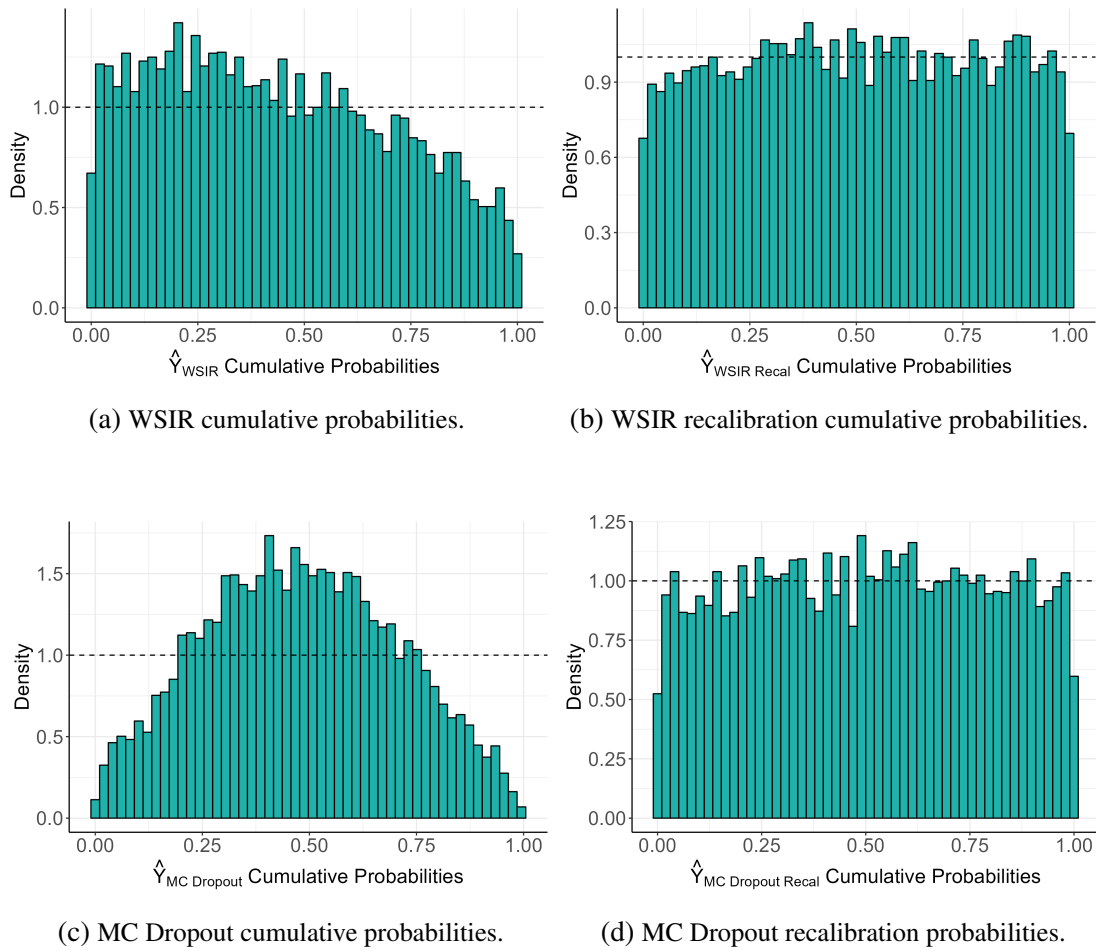 1.0
0.5
0.0
Density
0.00 0.25 0.50 0.75 1.00
Ŷ WSIR Cumulative Probabilities
(a) WSIR cumulative probabilities.
0.9
0.6
0.3
0.0
Density
0.00 0.25 0.50 0.75 1.00
Ŷ WSIR Recal Cumulative Probabilities
(b) WSIR recalibration cumulative probabilities.
1.5
1.0
0.5
0.0
Density
0.00 0.25 0.50 0.75 1.00
Ŷ MC Dropout Cumulative Probabilities
(c) MC Dropout cumulative probabilities.
1.25
1.00
0.75
0.50
0.25
0.00
Density
0.00 0.25 0.50 0.75 1.00
Ŷ MC Dropout Recal Cumulative Probabilities
(d) MC Dropout recalibration probabilities.